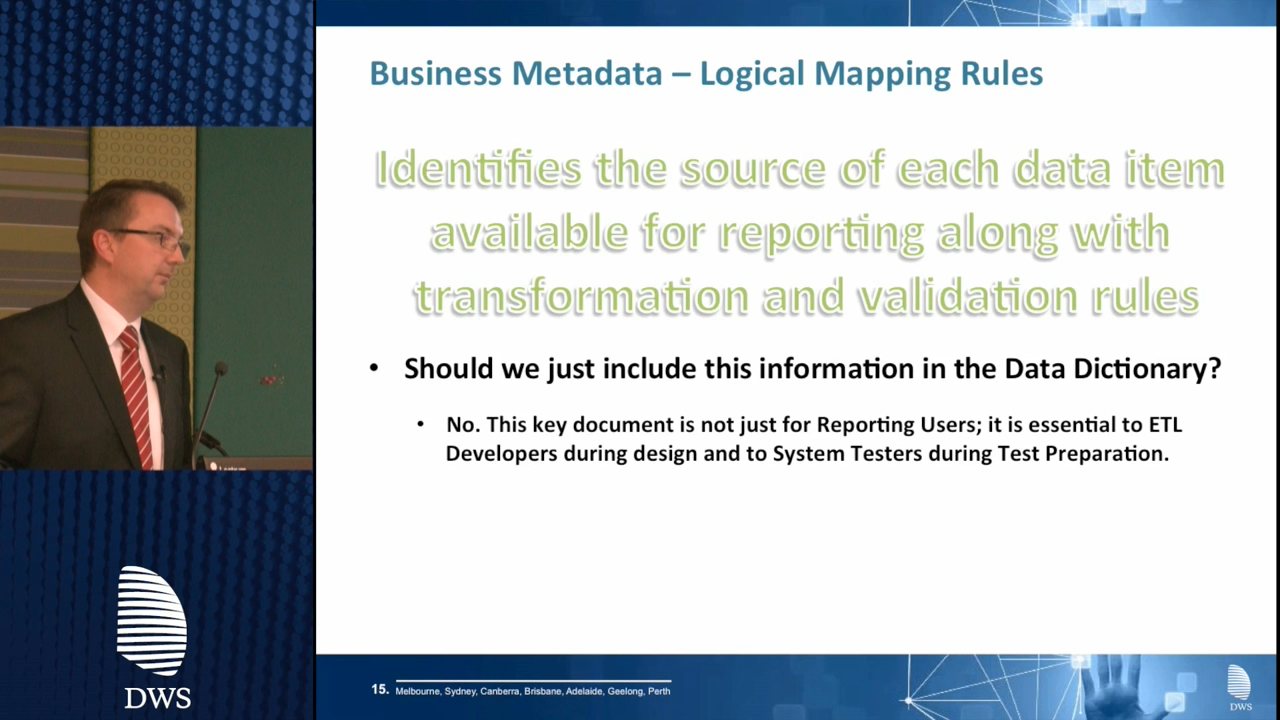 Business Metadata – Logical Mapping Rules
Identifies the source of each data item
available for reporting along with
transformation and validation rules
• Should we just include this information in the Data Dictionary?
• No. This key document is not just for Reporting Users; it is essential to ETL
Developers during design and to System Testers during Test Preparation.
DWS
15. Melbourne, Sydney, Canberra, Brisbane, Adelaide, Geelong, Perth
DWS